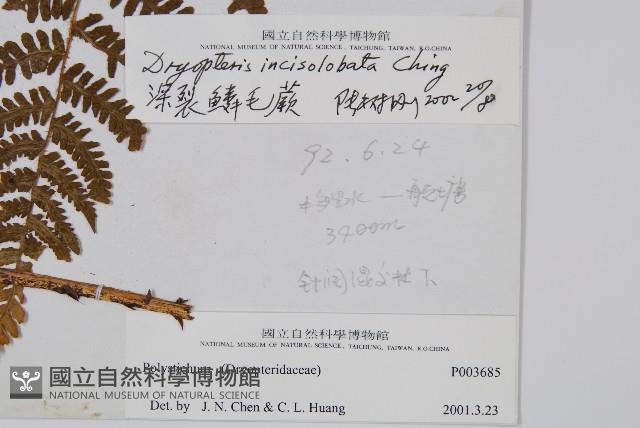 國立自然科學博物館
NATIONAL MUSEUM OF NATURAL SCIENCE, TAICHUNG, TAIWAN, R.O.CHINA
Dryopteris incisolobata Ching
深裂鱗毛蕨
92.6.24
3400m
國立自然科學博物館
NATIONAL MUSEUM OF NATURAL SCIENCE, TAICHUNG, TAIWAN, R.O.CHINA
Polystichum (Dryopteridaceae) P003685
國立自然科學博物館
NATIONAL MUSEUM OF NATURAL SCIENCE
Det. by J. N. Chen & C. L. Huang 2001.3.23